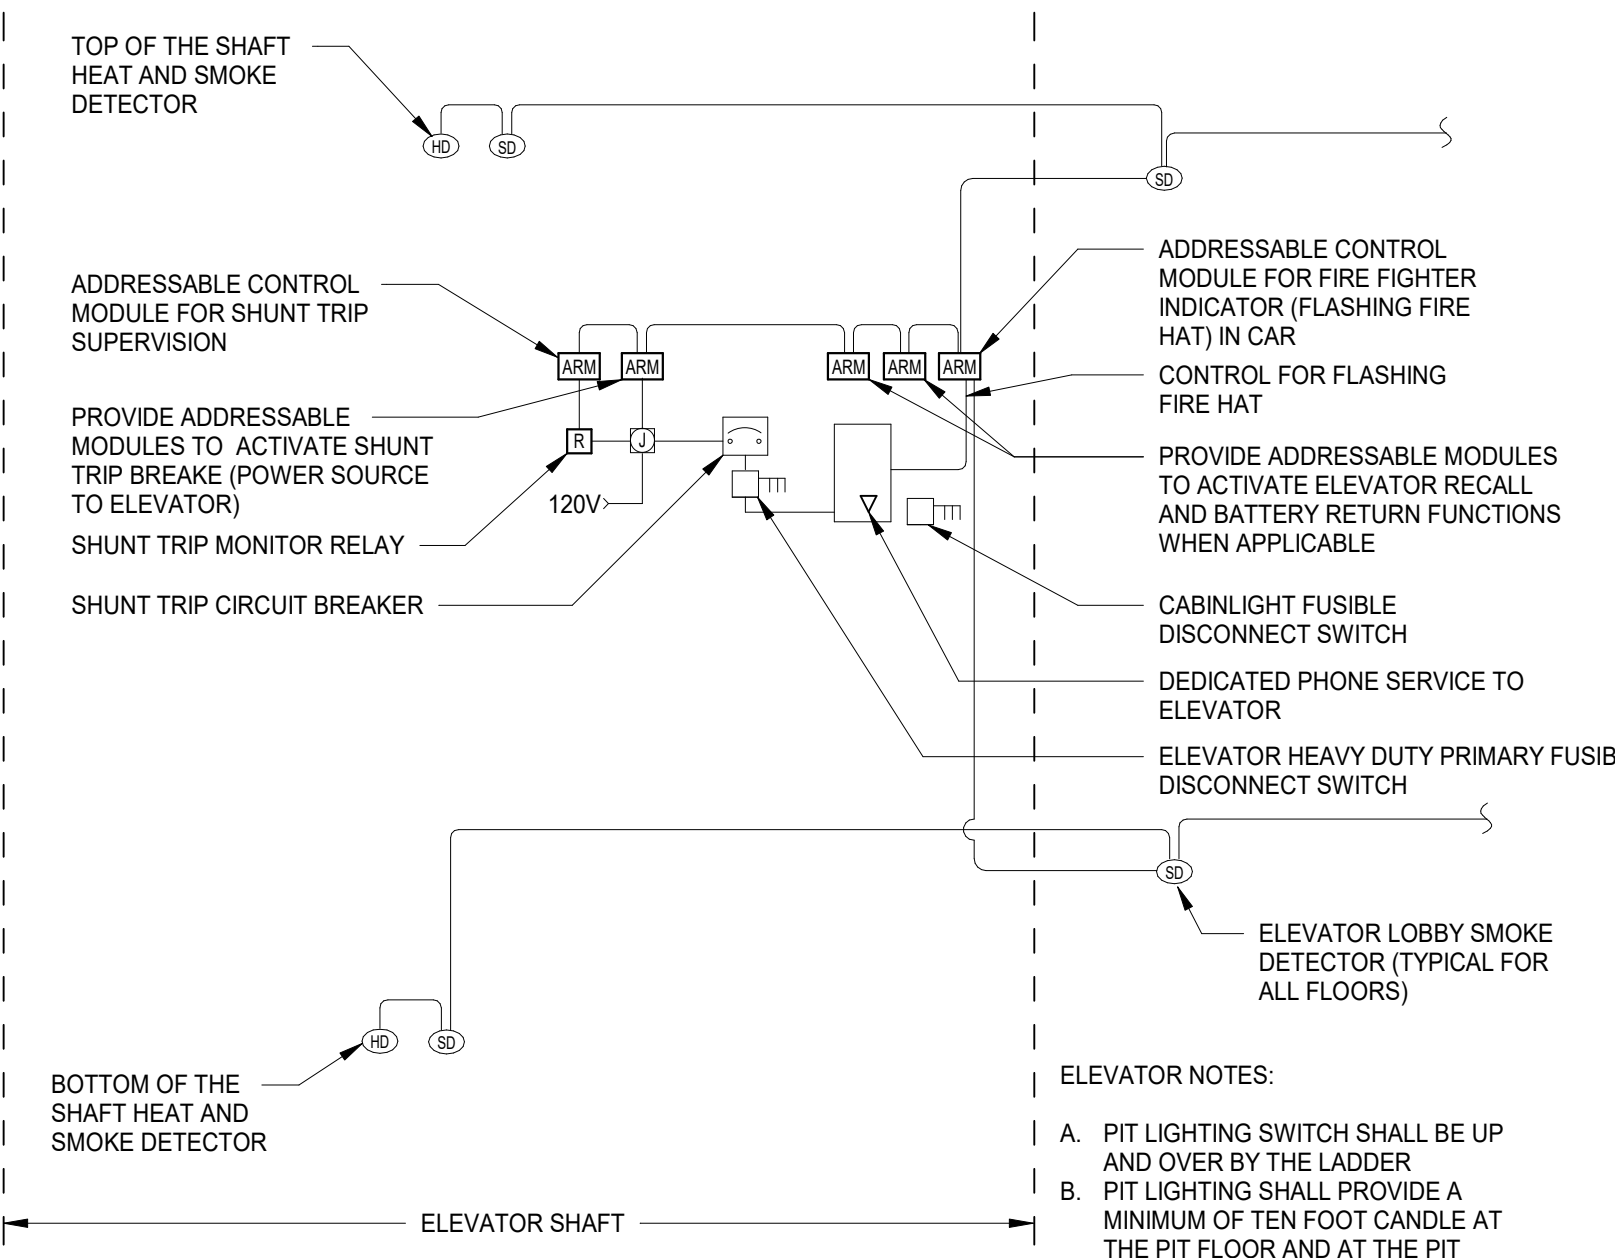 TOP OF THE SHAFT
HEAT AND SMOKE
DETECTOR
HD
SD
SD
ADDRESSABLE CONTROL
MODULE FOR SHUNT TRIP
SUPERVISION
ADDRESSABLE CONTROL
MODULE FOR FIRE FIGHTER
INDICATOR (FLASHING FIRE
HAT) IN CAR
ARM
ARM
ARM
ARM
ARM
CONTROL FOR FLASHING
FIRE HAT
PROVIDE ADDRESSABLE
MODULES TO ACTIVATE SHUNT
TRIP BREAKE (POWER SOURCE
TO ELEVATOR)
R
J
120V
PROVIDE ADDRESSABLE MODULES
TO ACTIVATE ELEVATOR RECALL
AND BATTERY RETURN FUNCTIONS
WHEN APPLICABLE
SHUNT TRIP MONITOR RELAY
SHUNT TRIP CIRCUIT BREAKER
CABINLIGHT FUSIBLE
DISCONNECT SWITCH
DEDICATED PHONE SERVICE TO
ELEVATOR
ELEVATOR HEAVY DUTY PRIMARY FUSIB
DISCONNECT SWITCH
SD
ELEVATOR LOBBY SMOKE
DETECTOR (TYPICAL FOR
ALL FLOORS)
HD
SD
BOTTOM OF THE
SHAFT HEAT AND
SMOKE DETECTOR
ELEVATOR SHAFT
ELEVATOR NOTES:
A. PIT LIGHTING SWITCH SHALL BE UP
AND OVER BY THE LADDER
B. PIT LIGHTING SHALL PROVIDE A
MINIMUM OF TEN FOOT CANDLE AT
THE PIT FLOOR AND AT THE PIT